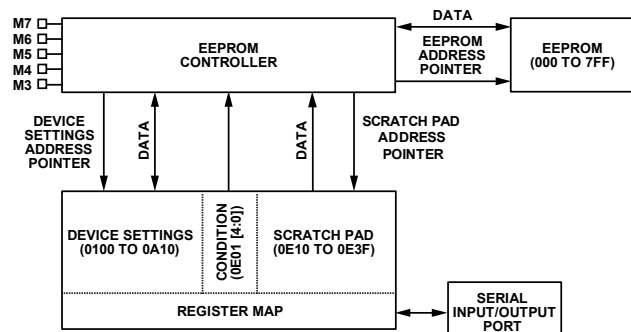 M7
M6
M5
M4
M3
EEPROM
CONTROLLER
DATA
EEPROM
ADDRESS
POINTER
EEPROM
(000 TO 7FF)
DEVICE
SETTINGS
ADDRESS
POINTER
DATA
DATA
SCRATCH PAD
ADDRESS
POINTER
DEVICE SETTINGS
(0100 TO 0A10)
CONDITION
(0E01 [4:0])
SCRATCH PAD
(0E10 TO 0E3F)
REGISTER MAP
SERIAL
INPUT/OUTPUT
PORT